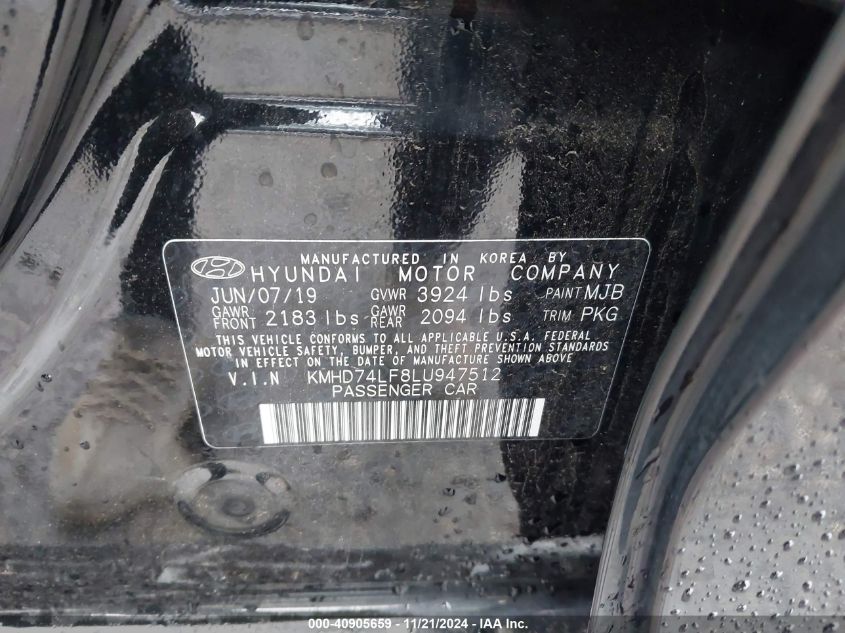 MANUFACTURED IN KOREA BY
HYUNDAI MOTOR COMPANY
JUN/07/19 GVWR 3924 lbs PAINT MJB
GAWR FRONT 2183 lbs GAWR REAR 2094 lbs TRIM PKG
THIS VEHICLE CONFORMS TO ALL APPLICABLE U.S.A. FEDERAL
MOTOR VEHICLE SAFETY, BUMPER, AND THEFT PREVENTION STANDARDS
IN EFFECT ON THE DATE OF MANUFACTURE SHOWN ABOVE
V.I.N KMHD74LF8LU947512
PASSENGER CAR
000-40905659 - 11/21/2024 - IAA Inc.